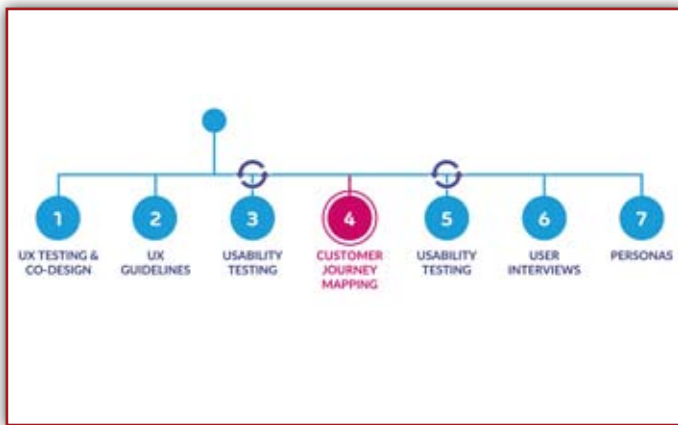 1
2
3
4
5
6
7
UX TESTING &
CO-DESIGN
UX
GUIDELINES
USABILITY
TESTING
CUSTOMER
JOURNEY
MAPPING
USABILITY
TESTING
USER
INTERVIEWS
PERSONAS